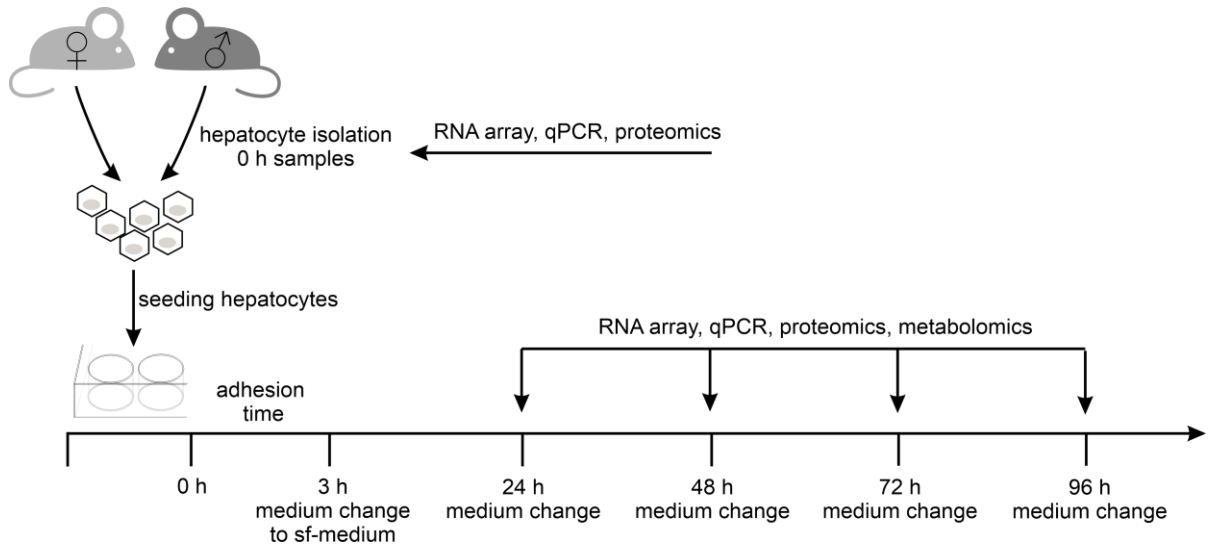 ♀
♂
hepatocyte isolation
0 h samples
RNA array, qPCR, proteomics
seeding hepatocytes
RNA array, qPCR, proteomics, metabolomics
adhesion
time
0 h
3 h
medium change
to sf-medium
24 h
medium change
48 h
medium change
72 h
medium change
96 h
medium change